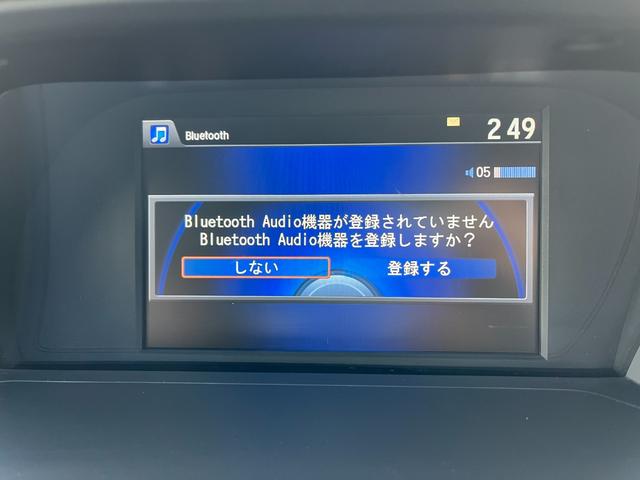 Bluetooth
2 49
05
Bluetooth Audio機器が登録されていません
Bluetooth Audio機器を登録しますか？
しない 登録する